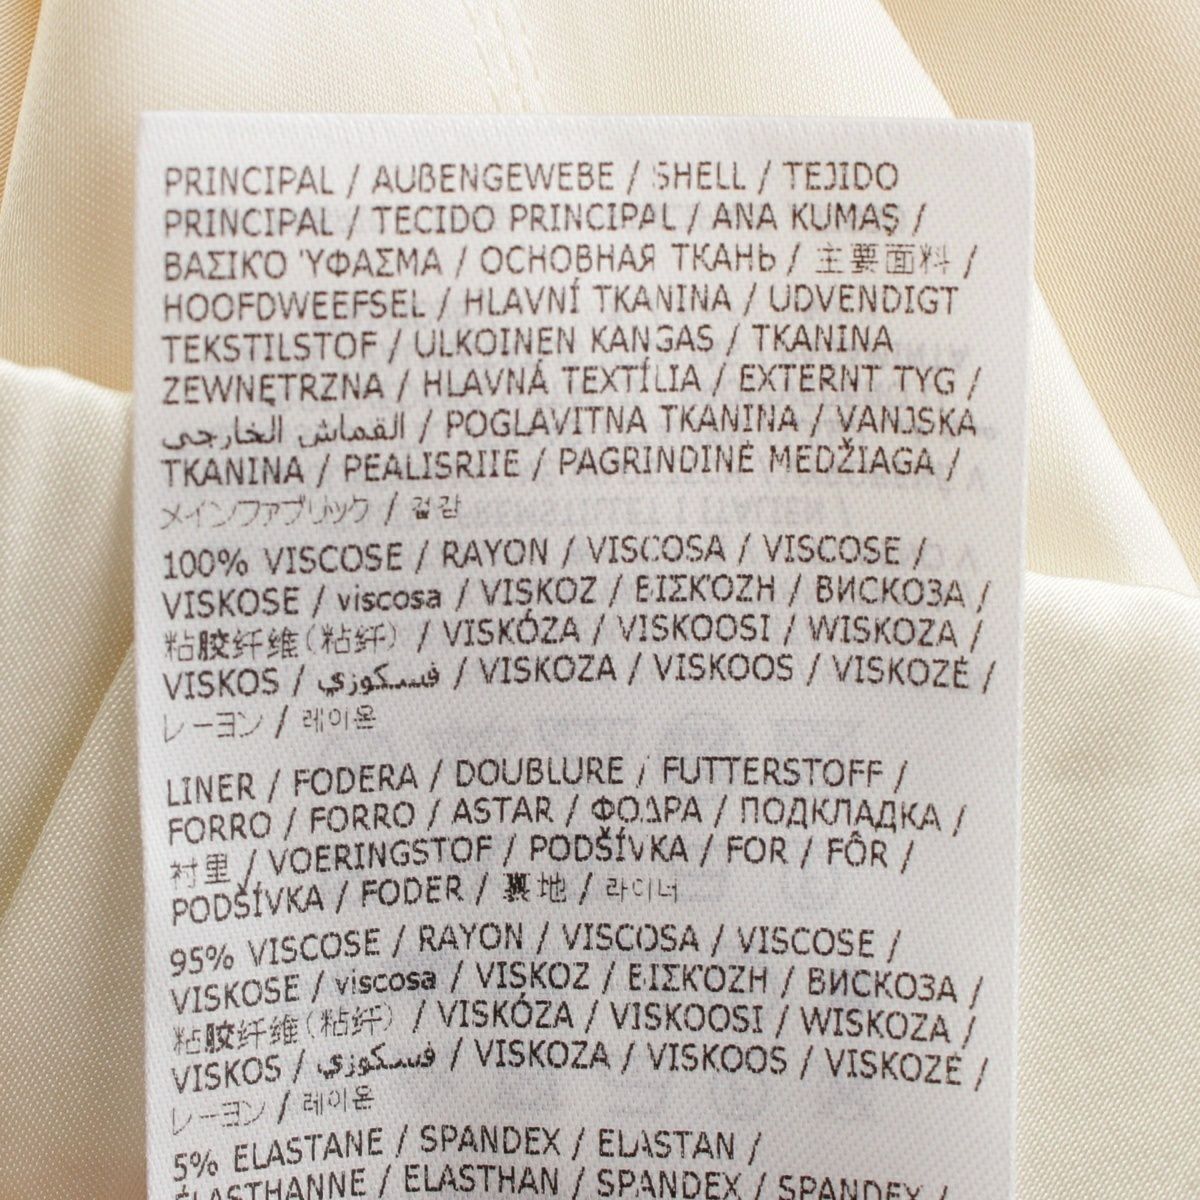 PRINCIPAL / AUßENGEWEBE / SHELL / TEJIDO
PRINCIPAL / TECIDO PRINCIPAL / ANA KUMAŞ /
ΒΑΣΙΚΌ ΎΦΑΣΜΑ / ОСНОВНАЯ ТКАНЬ / 主要面料 /
HOOFDWEEFSEL / HLAVNÍ TKANINA / UDVENDIGT
TEKSTILSTOF / ULKOINEN KANGAS / TKANINA
ZEWNĘTRZNA / HLAVNÁ TEXTÍLIA / EXTERNT TYG /
القماش الخارجي / POGLAVITNA TKANINA / VANJSKA
TKANINA / PEALISRIIE / PAGRINDINĖ MEDŽIAGA /
メインファブリック / 겉감
100% VISCOSE / RAYON / VISCOSA / VISCOSE /
VISKOSE / viscosa / VISKOZ / ΒΙΣΚΌΖΗ / ВИСКОЗА /
粘胶纤维(粘纤) / VISKÓZA / VISKOOSI / WISKOZA /
VISKOS / فسكوزي / VISKOZA / VISKOOS / VISKOZĖ /
レーヨン / 레이온
LINER / FODERA / DOUBLURE / FUTTERSTOFF /
FORRO / FORRO / ASTAR / ΦΟΔΡΑ / ПОДКЛАДКА /
衬里 / VOERINGSTOF / PODŠÍVKA / FOR / FÔR /
PODŠÍVKA / FODER / 裏地 / 라이너
95% VISCOSE / RAYON / VISCOSA / VISCOSE /
VISKOSE / viscosa / VISKOZ / ΒΙΣΚΌΖΗ / ВИСКОЗА /
粘胶纤维(粘纤) / VISKÓZA / VISKOOSI / WISKOZA /
VISKOS / فسكوزي / VISKOZA / VISKOOS / VISKOZĖ /
レーヨン / 레이온
5% ELASTANE / SPANDEX / ELASTAN /
ÉLASTHANNE / ELASTHAN / SPANDEX / SPANDEX /